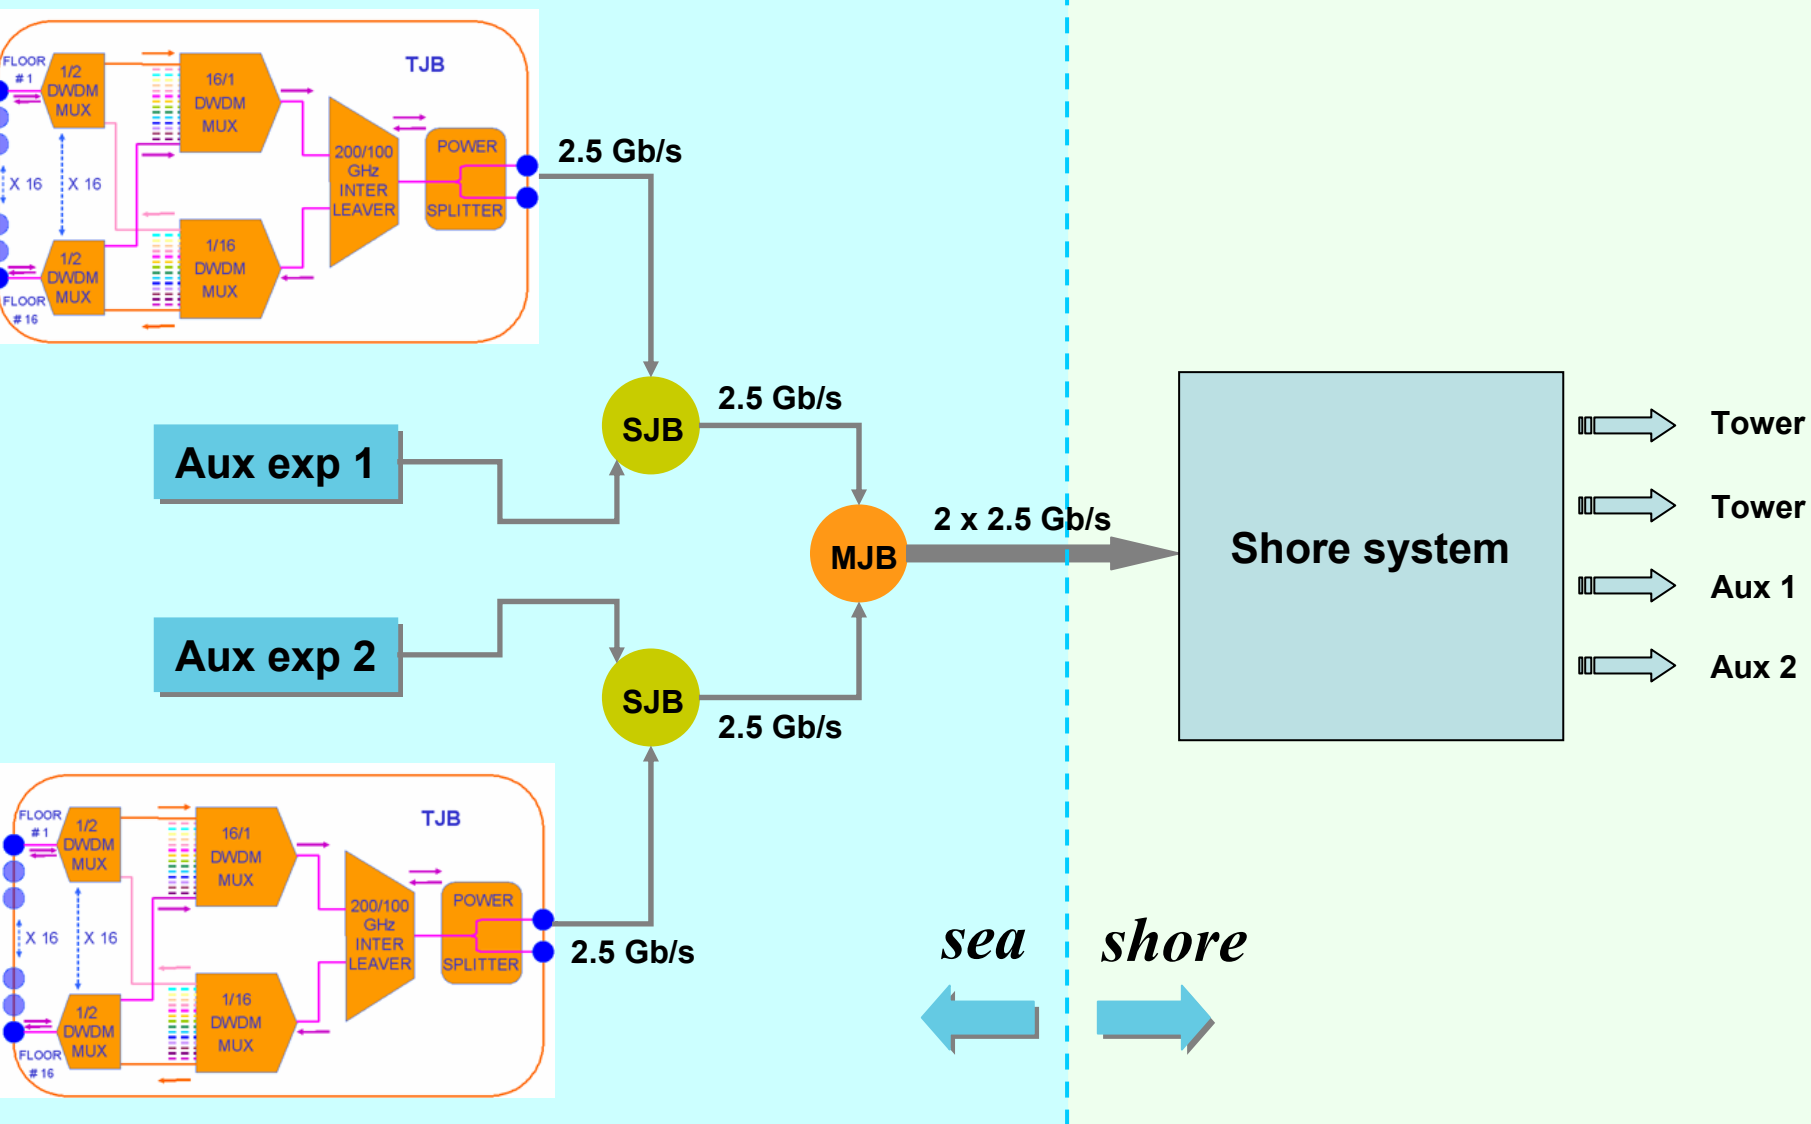 TJB
FLOOR
# 1
1/2
DWDM
MUX
16/1
DWDM
MUX
X 16
X 16
200/100
GHz
INTER
LEAVER
POWER
SPLITTER
1/2
DWDM
MUX
1/16
DWDM
MUX
FLOOR
# 16
2.5 Gb/s
SJB
2.5 Gb/s
Aux exp 1
MJB
2 x 2.5 Gb/s
Shore system
Tower
Tower
Aux 1
Aux 2
Aux exp 2
SJB
2.5 Gb/s
TJB
FLOOR
# 1
1/2
DWDM
MUX
16/1
DWDM
MUX
X 16
X 16
200/100
GHz
INTER
LEAVER
POWER
SPLITTER
1/2
DWDM
MUX
1/16
DWDM
MUX
FLOOR
# 16
2.5 Gb/s
sea
shore